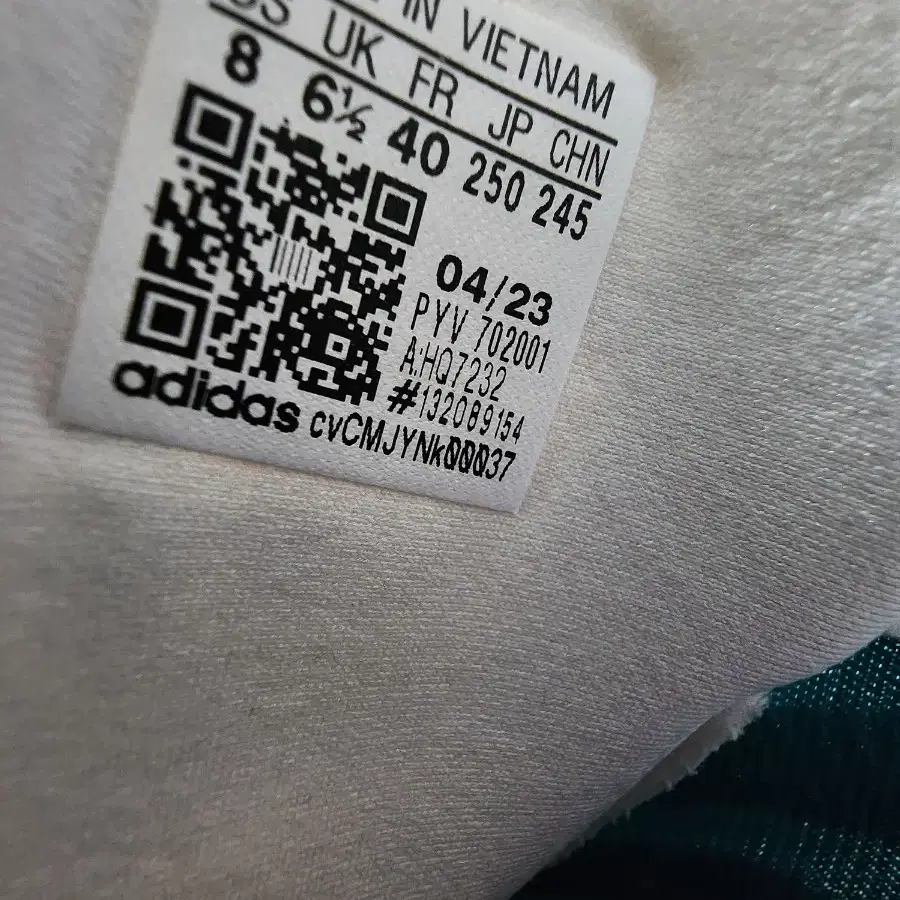 IN VIETNAM
US UK FR JP CHN
8 6½ 40 250 245
04/23
PYV 702001
A:HQ7232
#132089154
adidas cvCMJYNk00037